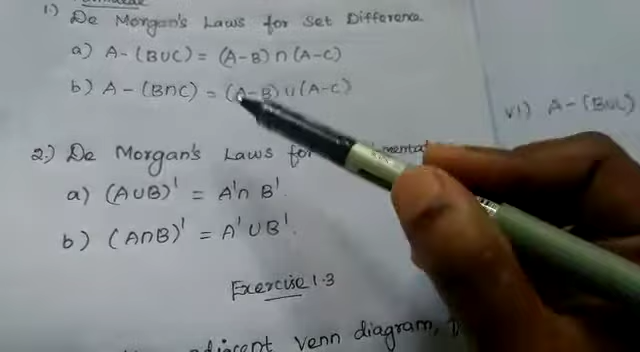 1) De Morgan's Laws for Set Difference
a) A-(BUC) = (A-B)∩(A-C)
b) A-(B∩C) = (A-B)∪(A-C)
vi) A-(BUC)
2.) De Morgan's Laws for
a) (AUB)' = A'∩ B'.
b) (A∩B)' = A' ∪ B'.
Exercise 1.3
adjacent Venn diagram,